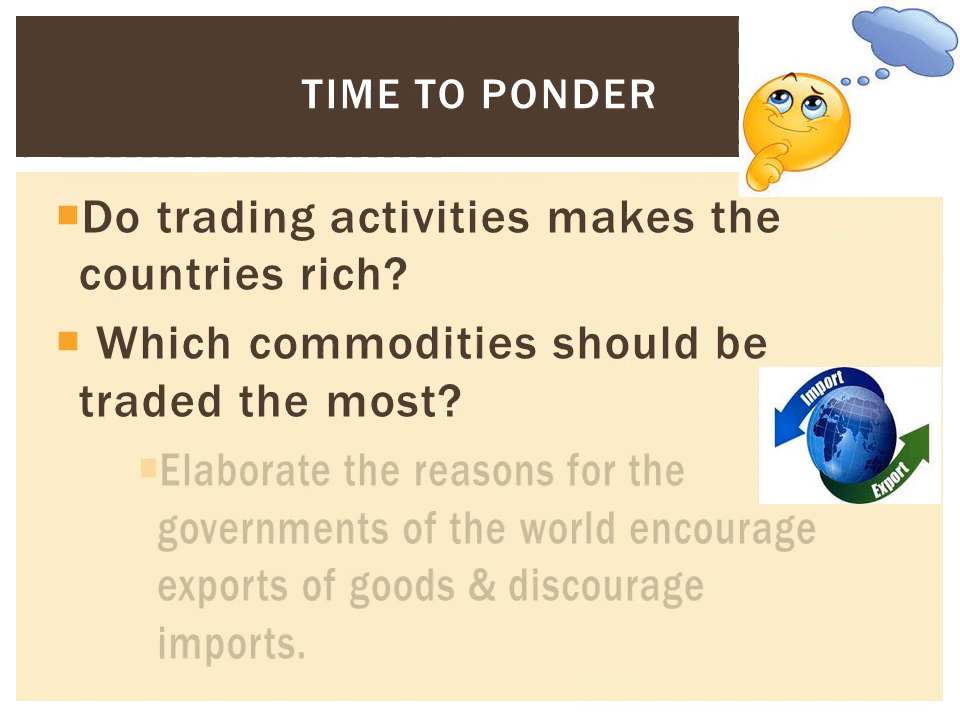 TIME TO PONDER
Do trading activities makes the
countries rich?
Which commodities should be
traded the most?
Import
Export
Elaborate the reasons for the
governments of the world encourage
exports of goods & discourage
imports.